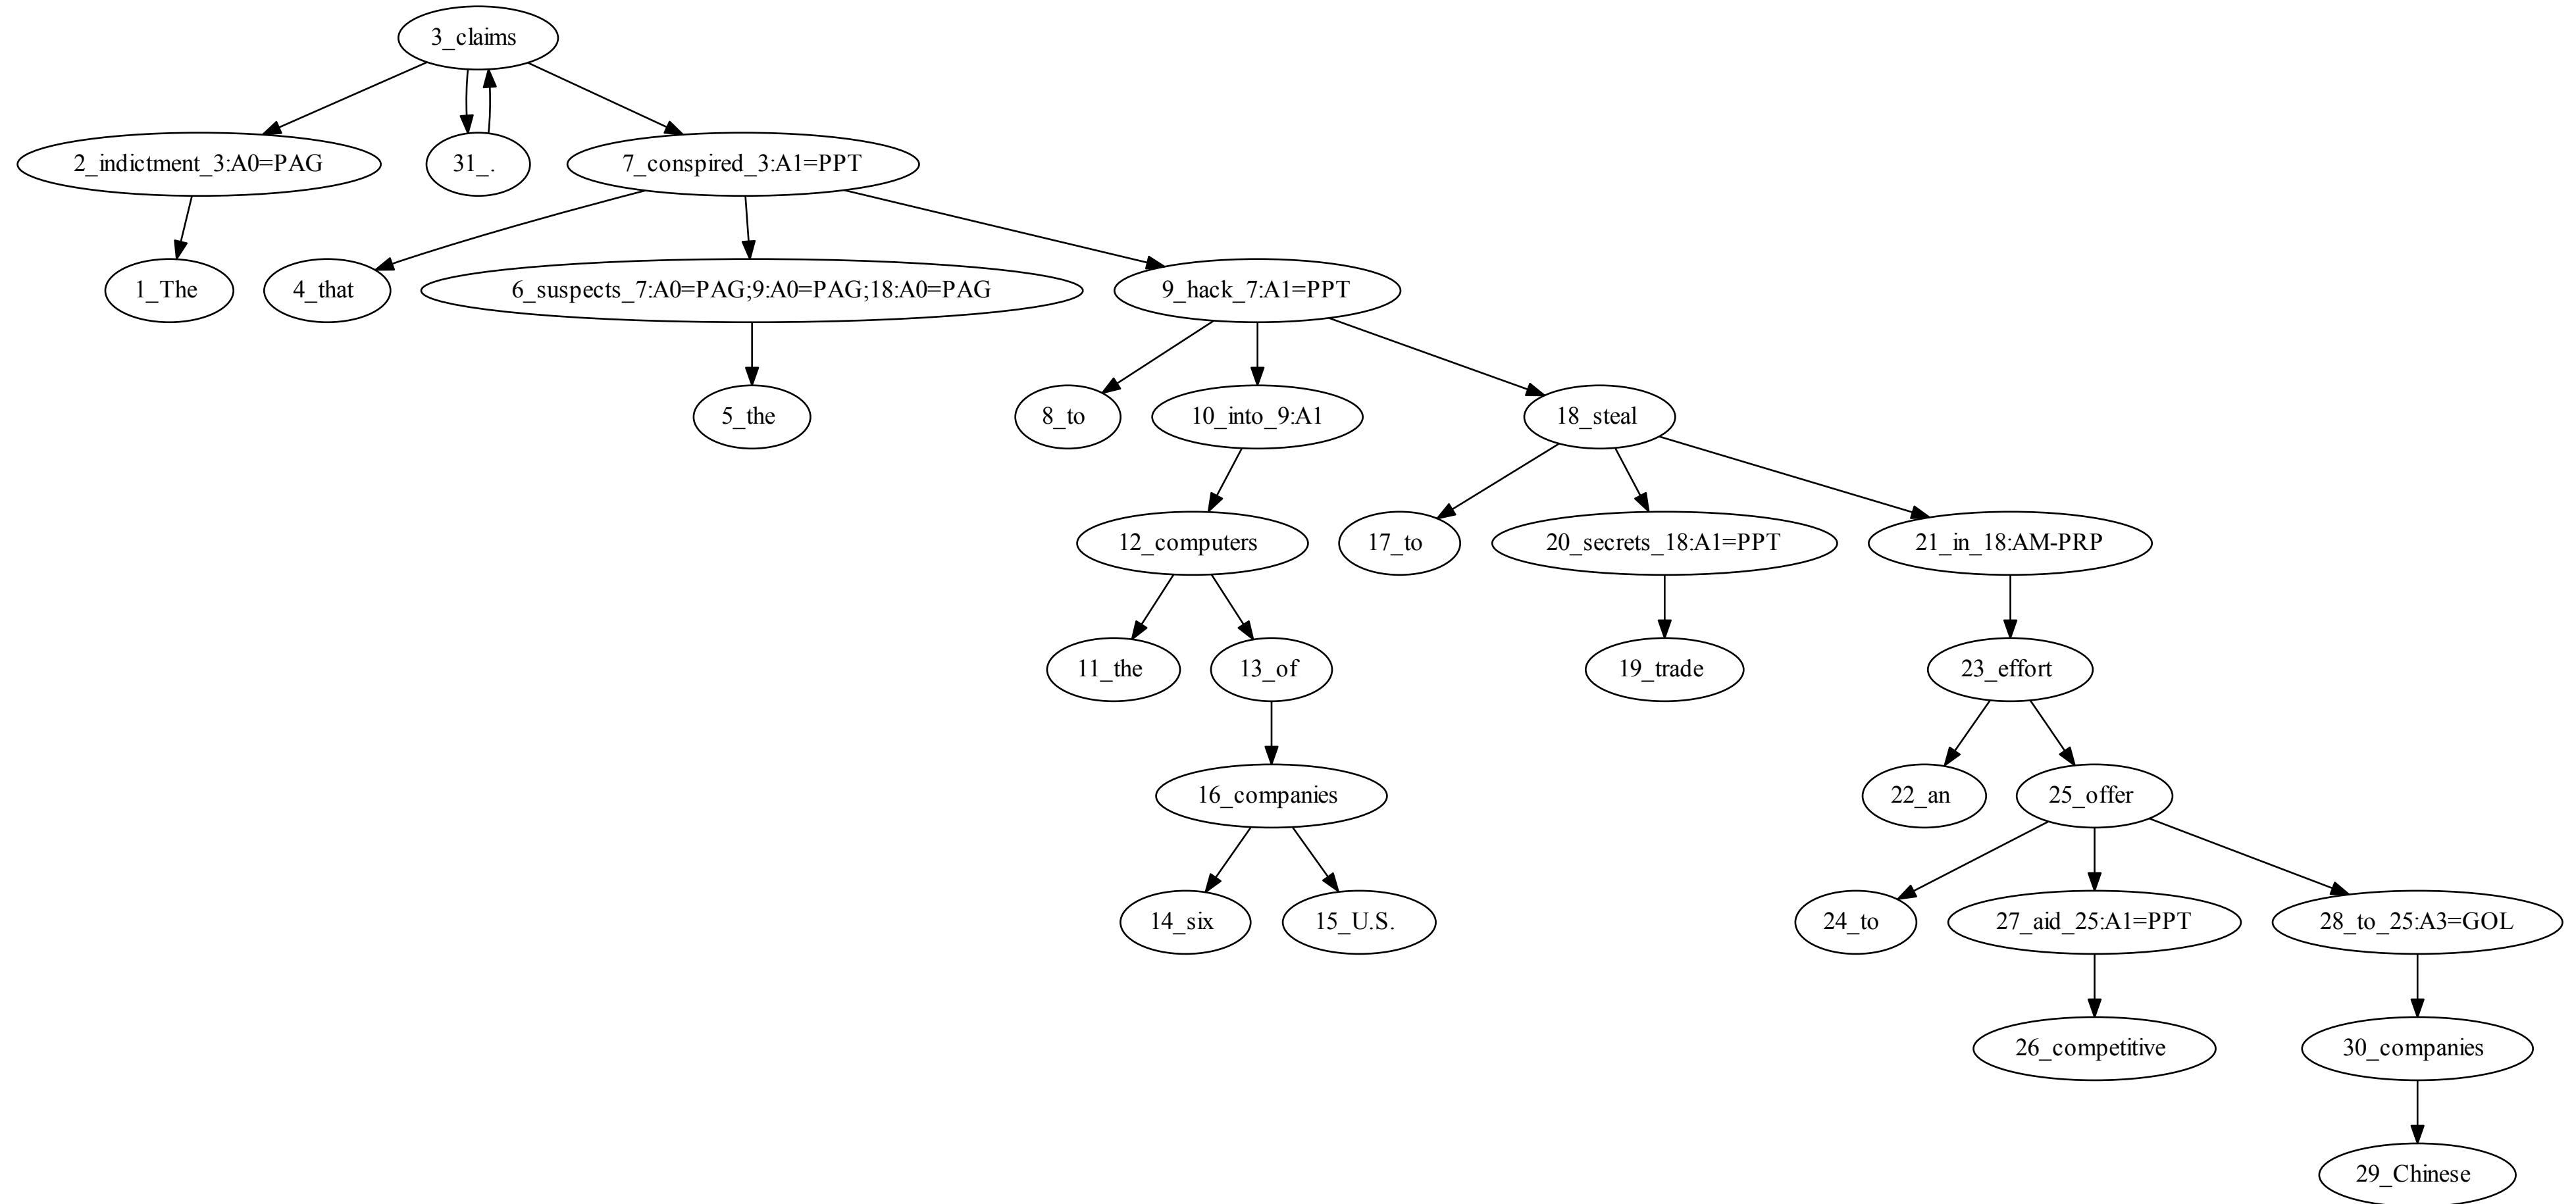 3_claims
2_indictment_3:A0=PAG
31_.
7_conspired_3:A1=PPT
1_The
4_that
6_suspects_7:A0=PAG;9:A0=PAG;18:A0=PAG
9_hack_7:A1=PPT
5_the
8_to
10_into_9:A1
18_steal
12_computers
17_to
20_secrets_18:A1=PPT
21_in_18:AM-PRP
11_the
13_of
19_trade
23_effort
16_companies
22_an
25_offer
14_six
15_U.S.
24_to
27_aid_25:A1=PPT
28_to_25:A3=GOL
26_competitive
30_companies
29_Chinese